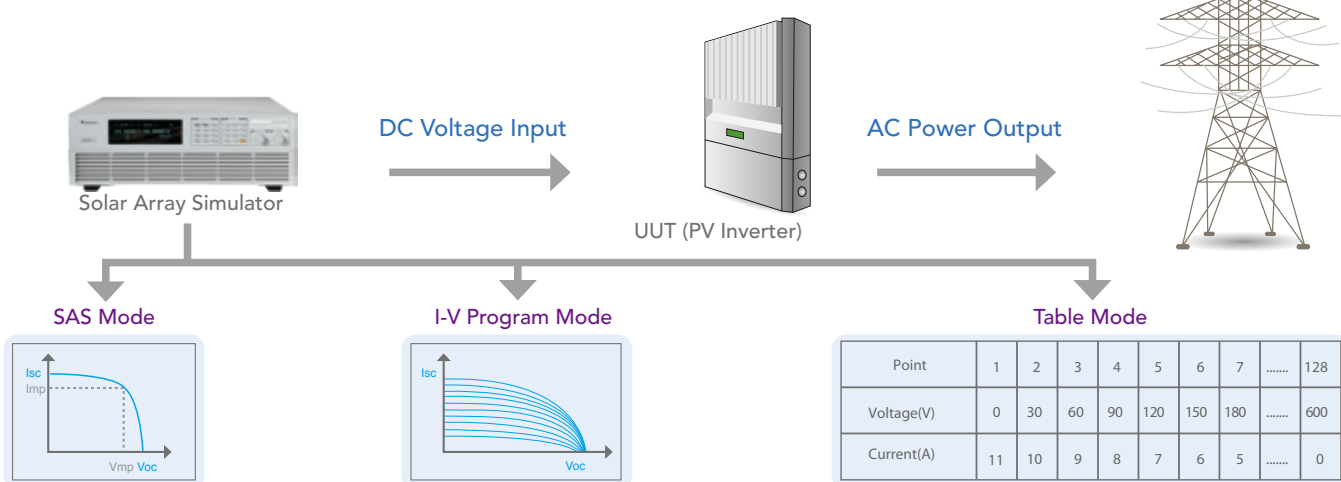 DC Voltage Input
AC Power Output
Solar Array Simulator
UUT (PV Inverter)
SAS Mode
I-V Program Mode
Table Mode
Isc
Imp
Vmp Voc
Isc
Voc
Point 1 2 3 4 5 6 7 ....... 128
Voltage(V) 0 30 60 90 120 150 180 ....... 600
Current(A) 11 10 9 8 7 6 5 ....... 0